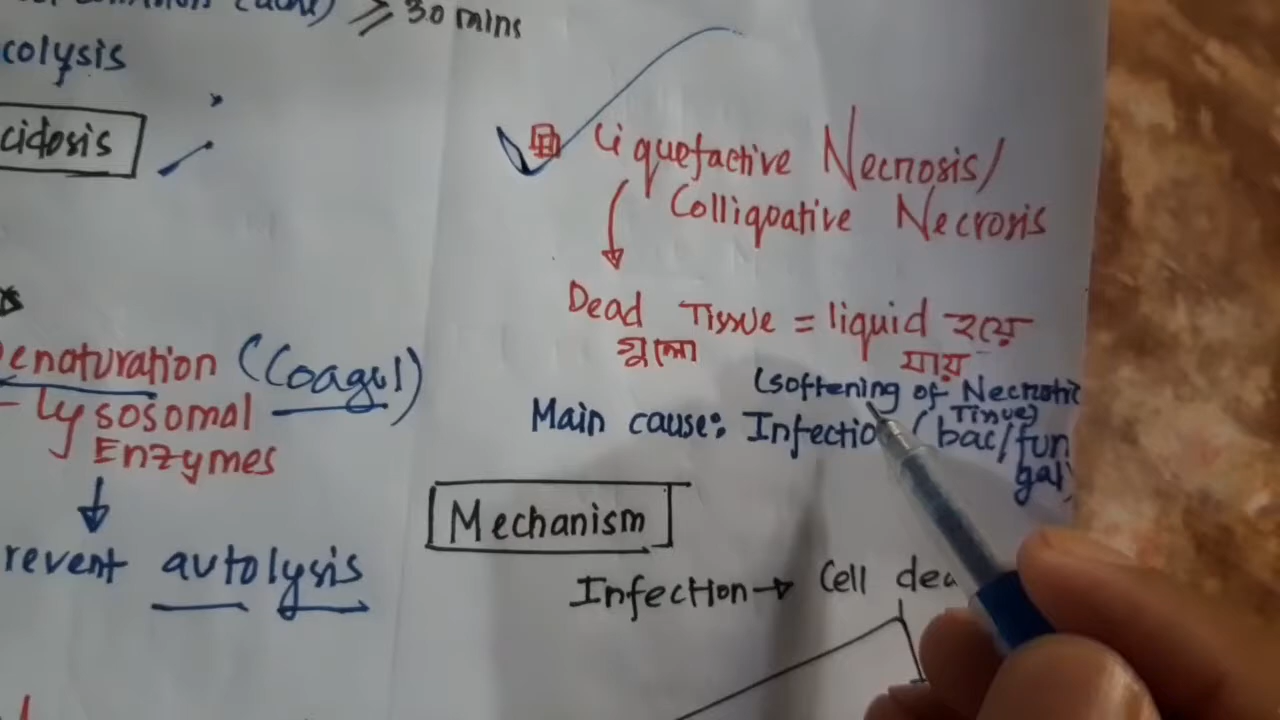 ≥ 30 mins
colysis
cidosis
Liquefactive Necrosis/
Colliqoative Necrosis
Dead Tissue = liquid হয়ে
গুলো যায়
(softening of Necrotic
Tissue)
Main cause: Infectio (bac/fun
gal)
Mechanism
Infection → Cell dea
enaturation (Coagul)
- Lysosomal
Enzymes
↓
revent autolysis